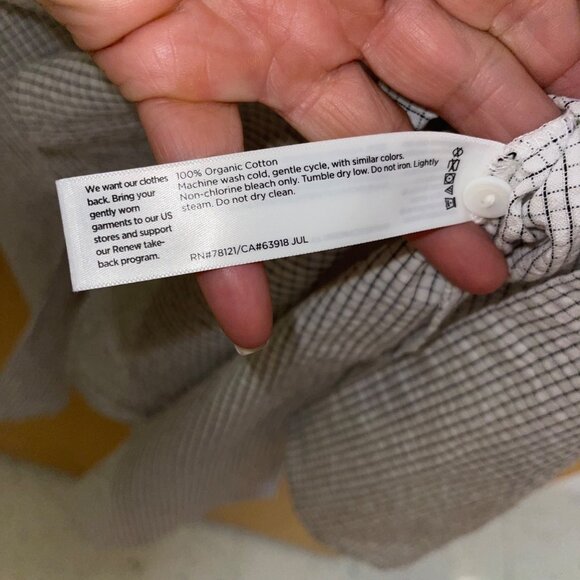 We want our clothes
back. Bring your
gently worn
garments to our US
stores and support
our Renew take-
back program.
100% Organic Cotton
Machine wash cold, gentle cycle, with similar colors.
Non-chlorine bleach only. Tumble dry low. Do not iron. Lightly
steam. Do not dry clean.
RN#78121/CA#63918 JUL